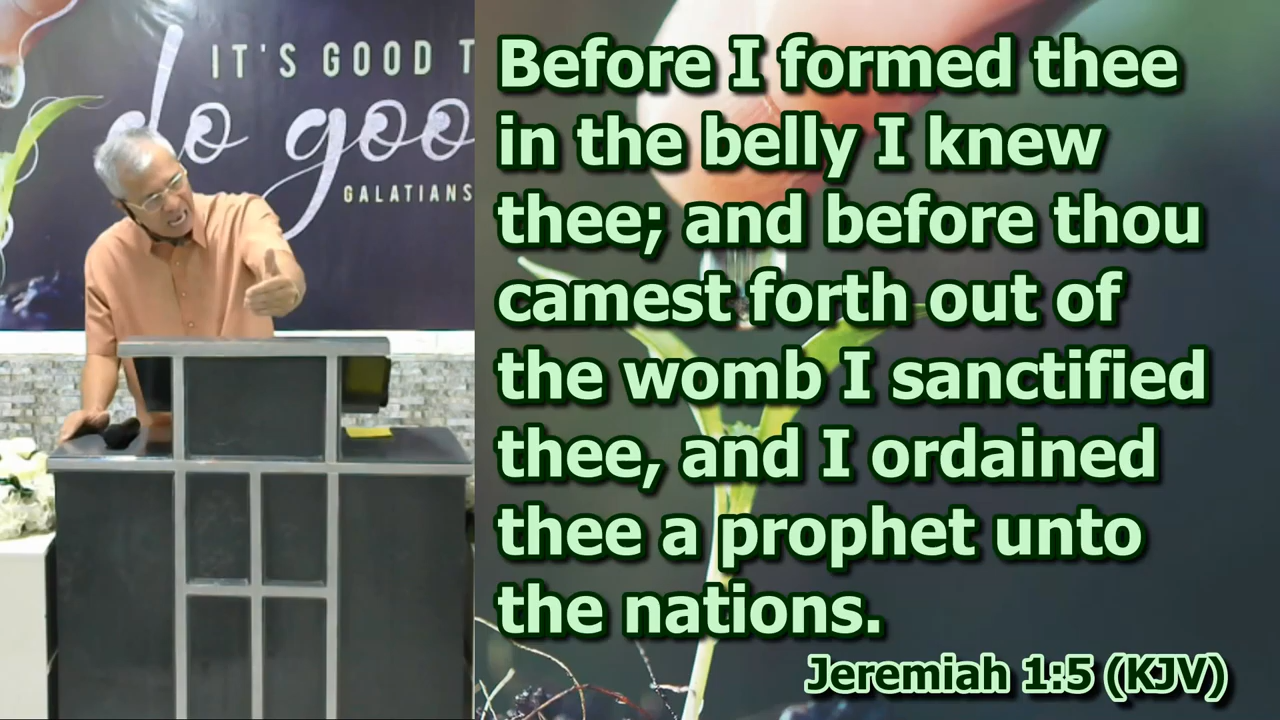 IT'S GOOD T
do goo
GALATIANS
Before I formed thee
in the belly I knew
thee; and before thou
camest forth out of
the womb I sanctified
thee, and I ordained
thee a prophet unto
the nations.
Jeremiah 1:5 (KJV)